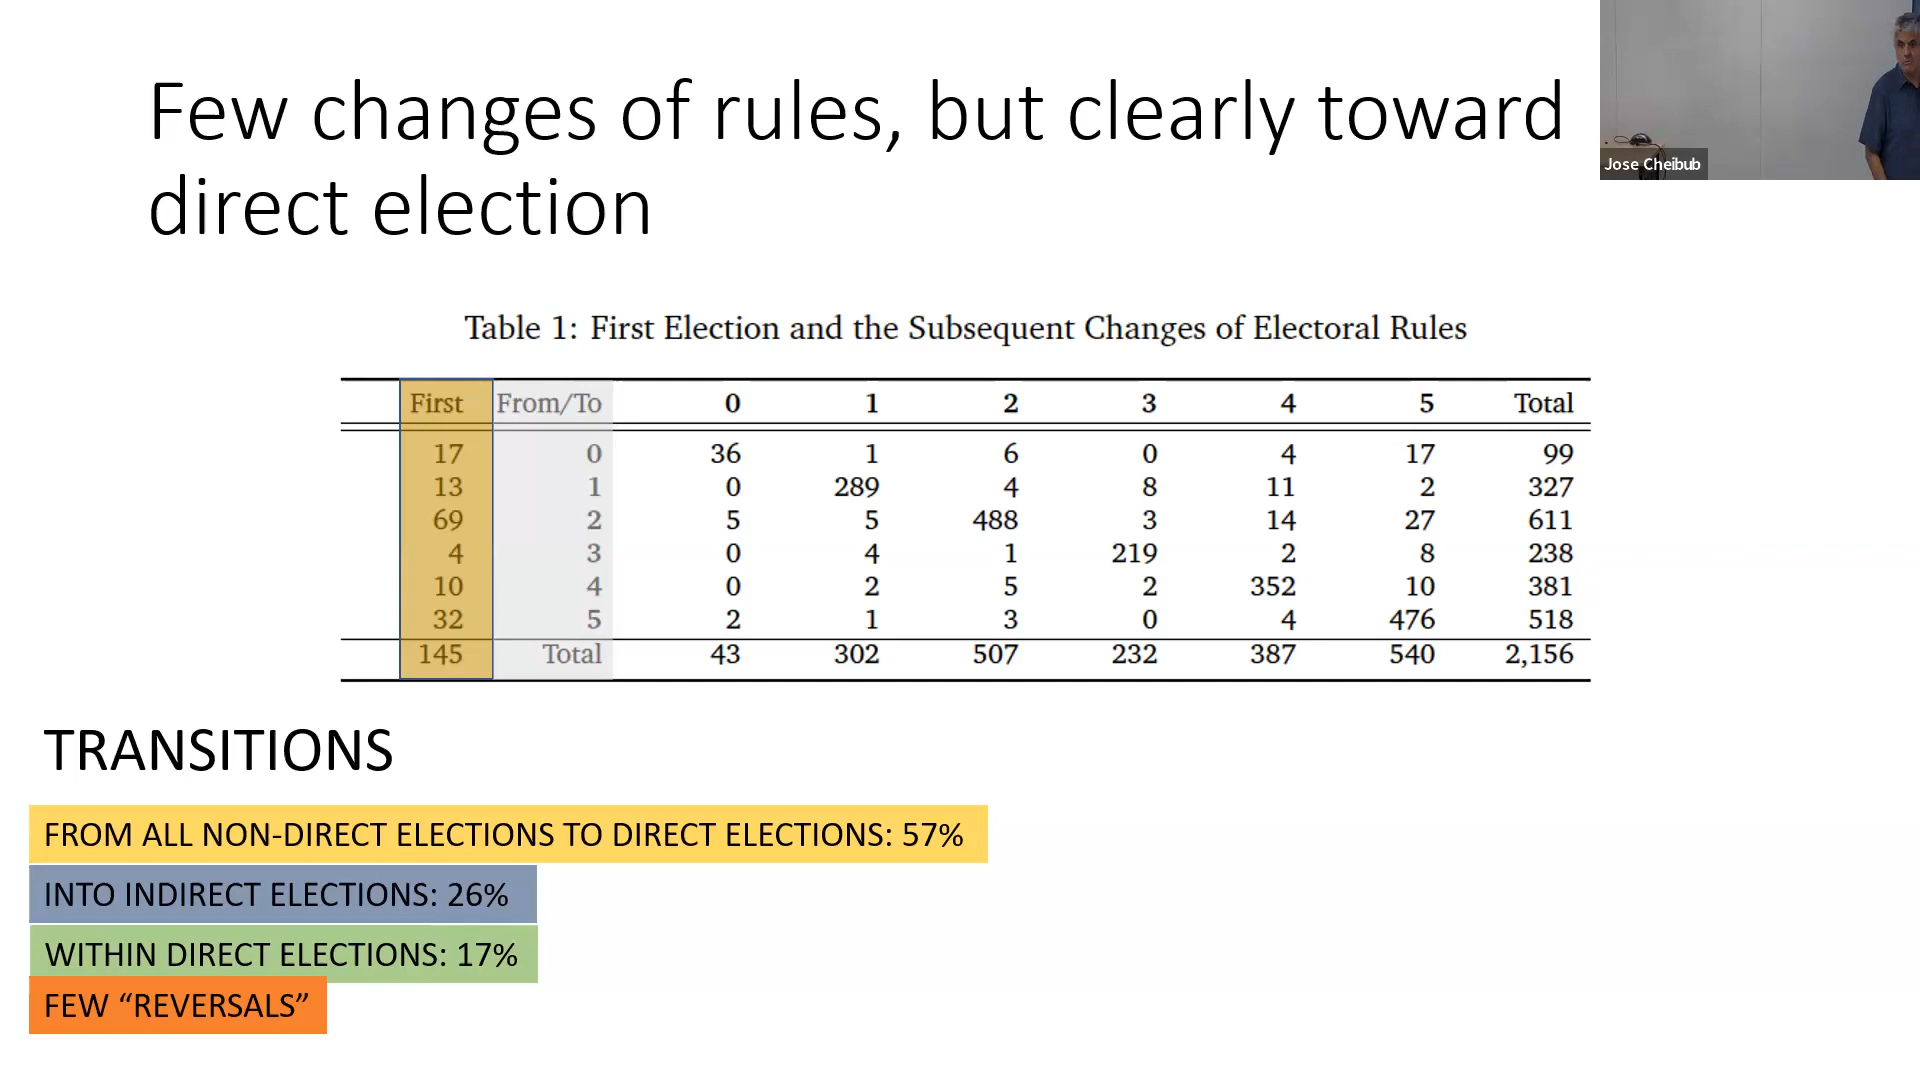 Few changes of rules, but clearly toward
direct election
Jose Cheibub
Table 1: First Election and the Subsequent Changes of Electoral Rules
First From/To 0 1 2 3 4 5 Total
17 0 36 1 6 0 4 17 99
13 1 0 289 4 8 11 2 327
69 2 5 5 488 3 14 27 611
4 3 0 4 1 219 2 8 238
10 4 0 2 5 2 352 10 381
32 5 2 1 3 0 4 476 518
145 Total 43 302 507 232 387 540 2,156
TRANSITIONS
FROM ALL NON-DIRECT ELECTIONS TO DIRECT ELECTIONS: 57%
INTO INDIRECT ELECTIONS: 26%
WITHIN DIRECT ELECTIONS: 17%
FEW “REVERSALS”